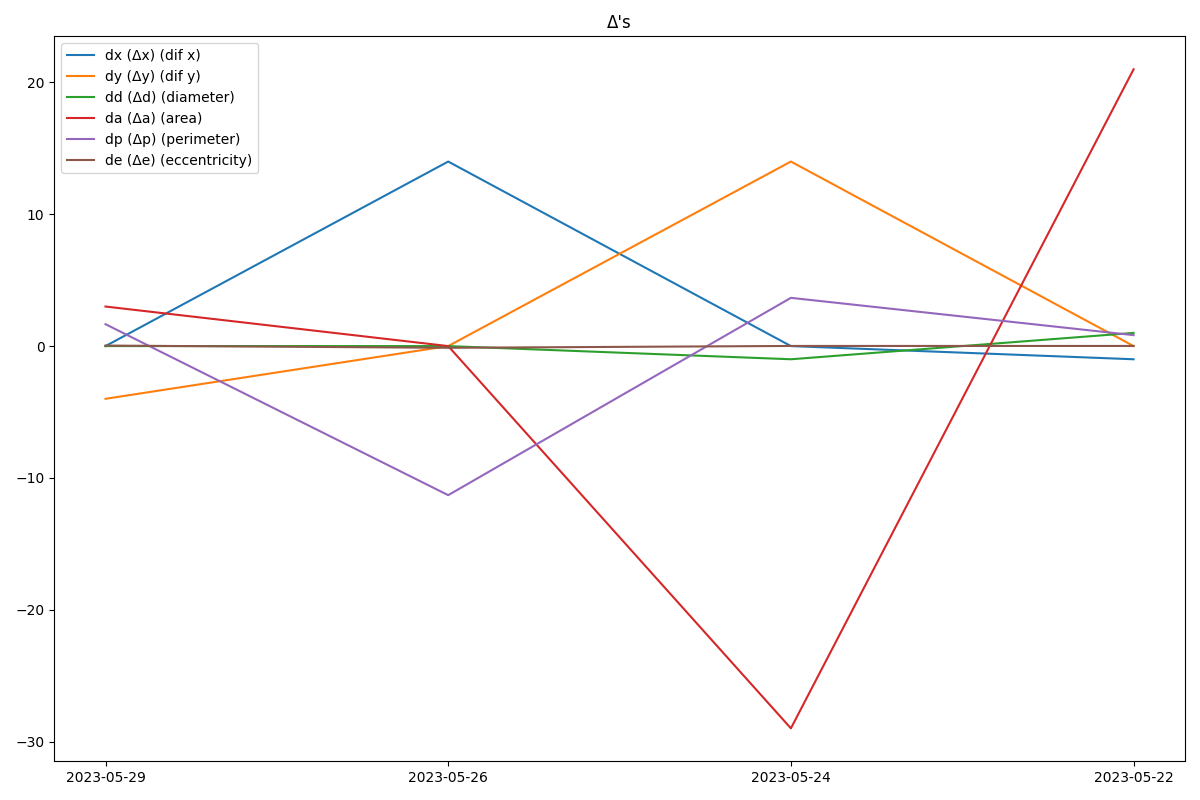 Δ's
dx (Δx) (dif x)
dy (Δy) (dif y)
dd (Δd) (diameter)
da (Δa) (area)
dp (Δp) (perimeter)
de (Δe) (eccentricity)
20
10
0
−10
−20
−30
2023-05-29 2023-05-26 2023-05-24 2023-05-22